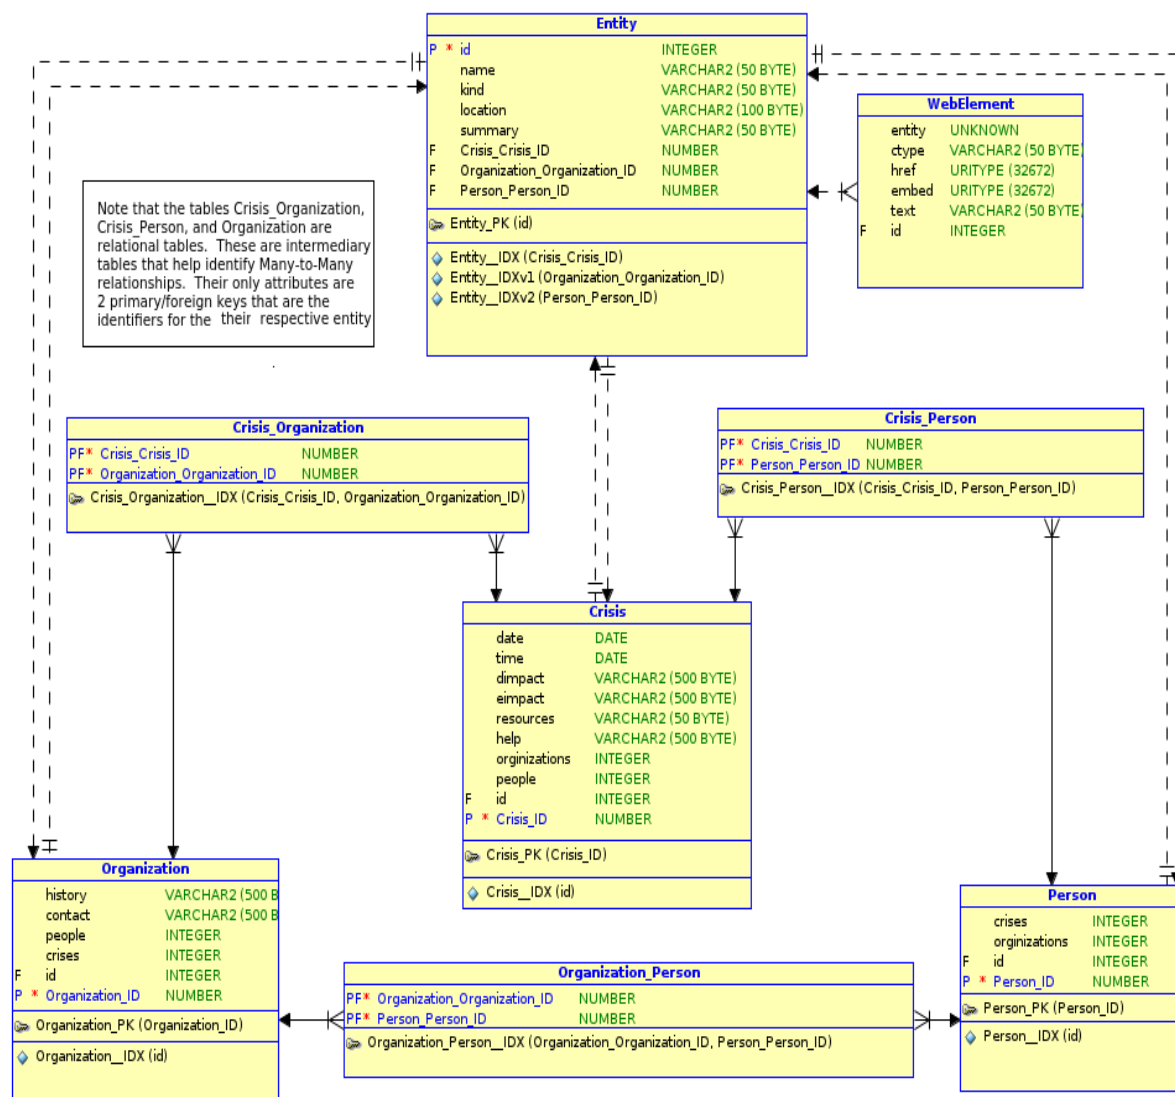 Entity
P * id INTEGER
name VARCHAR2 (50 BYTE)
kind VARCHAR2 (50 BYTE)
location VARCHAR2 (100 BYTE)
summary VARCHAR2 (50 BYTE)
F Crisis_Crisis_ID NUMBER
F Organization_Organization_ID NUMBER
F Person_Person_ID NUMBER
Entity_PK (id)
Entity__IDX (Crisis_Crisis_ID)
Entity__IDXv1 (Organization_Organization_ID)
Entity__IDXv2 (Person_Person_ID)
WebElement
entity UNKNOWN
ctype VARCHAR2 (50 BYTE)
href URITYPE (32672)
embed URITYPE (32672)
text VARCHAR2 (50 BYTE)
F id INTEGER
Note that the tables Crisis_Organization,
Crisis_Person, and Organization are
relational tables. These are intermediary
tables that help identify Many-to-Many
relationships. Their only attributes are
2 primary/foreign keys that are the
identifiers for the their respective entity
Crisis_Organization
PF* Crisis_Crisis_ID NUMBER
PF* Organization_Organization_ID NUMBER
Crisis_Organization__IDX (Crisis_Crisis_ID, Organization_Organization_ID)
Crisis_Person
PF* Crisis_Crisis_ID NUMBER
PF* Person_Person_ID NUMBER
Crisis_Person__IDX (Crisis_Crisis_ID, Person_Person_ID)
Crisis
date DATE
time DATE
dimpact VARCHAR2 (500 BYTE)
eimpact VARCHAR2 (500 BYTE)
resources VARCHAR2 (50 BYTE)
help VARCHAR2 (500 BYTE)
orginizations INTEGER
people INTEGER
F id INTEGER
P * Crisis_ID NUMBER
Crisis_PK (Crisis_ID)
Crisis__IDX (id)
Organization
history VARCHAR2 (500 B
contact VARCHAR2 (500 B
people INTEGER
crises INTEGER
F id INTEGER
P * Organization_ID NUMBER
Organization_PK (Organization_ID)
Organization__IDX (id)
Organization_Person
PF* Organization_Organization_ID NUMBER
PF* Person_Person_ID NUMBER
Organization_Person__IDX (Organization_Organization_ID, Person_Person_ID)
Person
crises INTEGER
orginizations INTEGER
F id INTEGER
P * Person_ID NUMBER
Person_PK (Person_ID)
Person__IDX (id)